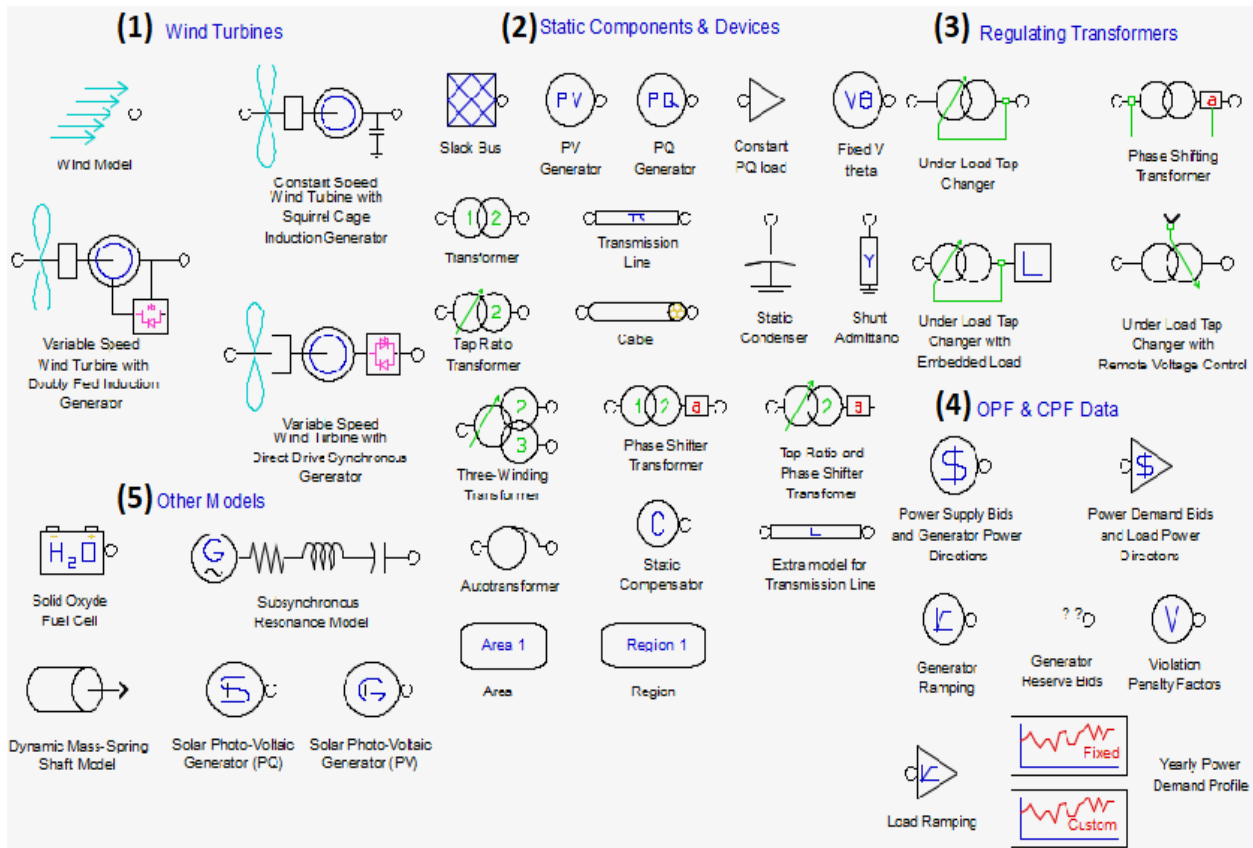 (1) Wind Turbines
Wind Model
Constant Speed
Wind Tubine with
Squirrel Cage
Induction Generator
Variable Speed
Wind Turbine with
Doubly Fed Induction
Generator
Variabe Speed
Wind Turbine with
Direct Drive Synchronous
Generator
(2) Static Components & Devices
Slack Bus
PV
PV
Generator
PQ
PQ
Generator
Constant
PQ load
Vθ
Fixed V
theta
1 2
Transformer
π
Transmission
Line
2
Tap Ratio
Transformer
Cable
Static
Condenser
Y
Shunt
Admittanc
2
3
Three-Winding
Transformer
1 2 a
Phase Shifter
Transformer
2 a
Tap Ratio and
Phase Shifter
Transfomer
Autotransformer
C
Static
Compensator
L
Extra model for
Transmission Line
Area 1
Area
Region 1
Region
(3) Regulating Transformers
Under Load Tap
Changer
a
Phase Shifting
Transformer
L
Under Load Tap
Changer with
Embedded Load
Under Load Tap
Changer with
Remote Voltage Control
(4) OPF & CPF Data
$
Power Supply Bids
and Generator Power
Directions
$
Power Demand Bids
and Load Power
Directions
Generator
Ramping
? ?
Generator
Reserve Bids
V
Violation
Penalty Factors
Load Ramping
Fixed
Custom
Yearly Power
Demand Profile
(5) Other Models
- +
H2O
Solid Oxyde
Fuel Cell
G
~
Subsynchronous
Resonance Model
Dynamic Mass-Spring
Shaft Model
Solar Photo-Voltaic
Generator (PQ)
G
Solar Photo-Voltaic
Generator (PV)